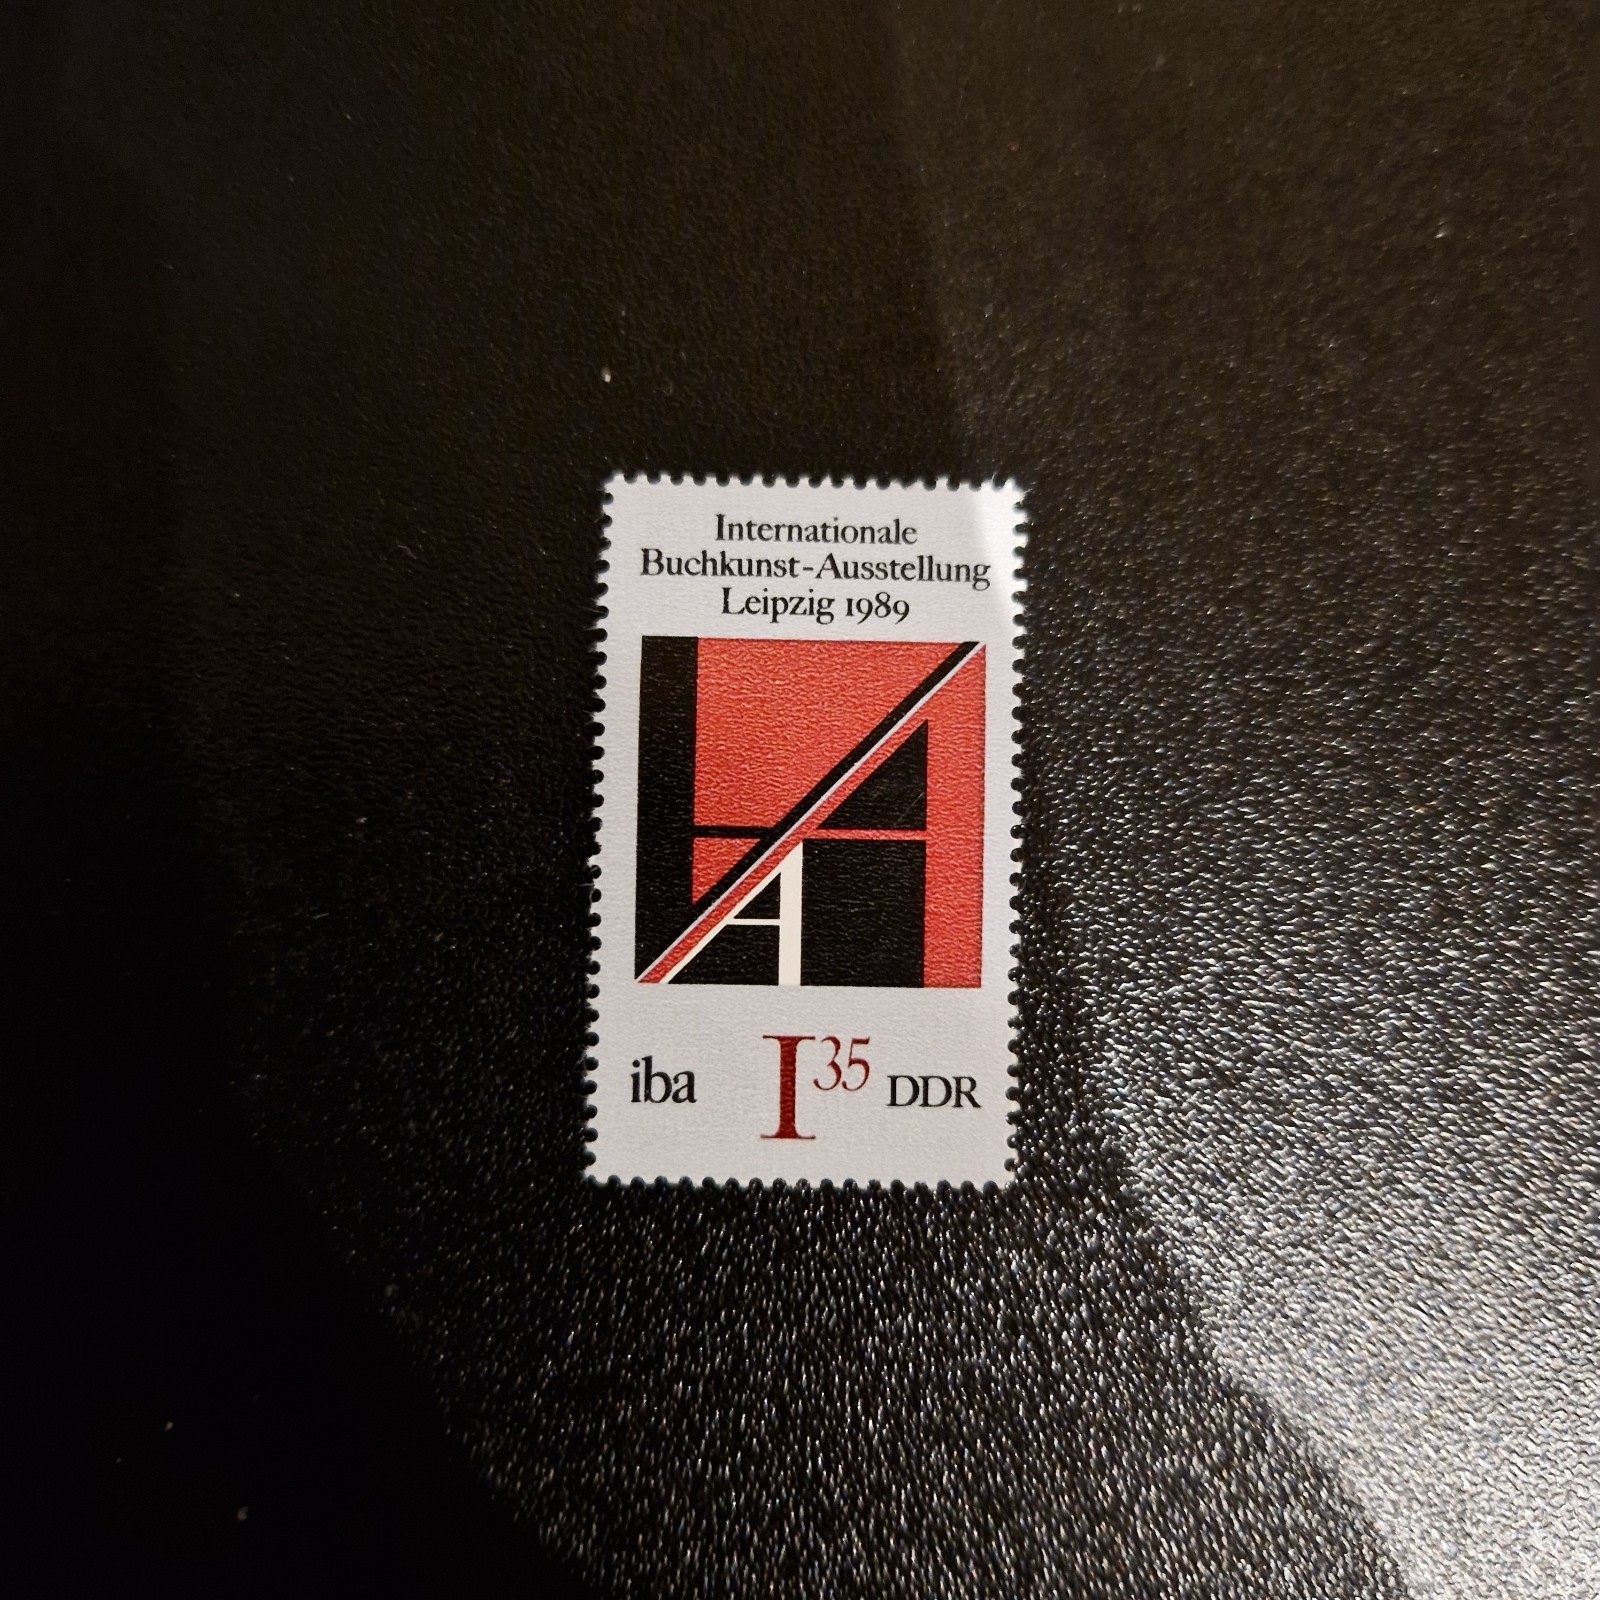 Internationale
Buchkunst-Ausstellung
Leipzig 1989
A
A
iba 1 35 DDR